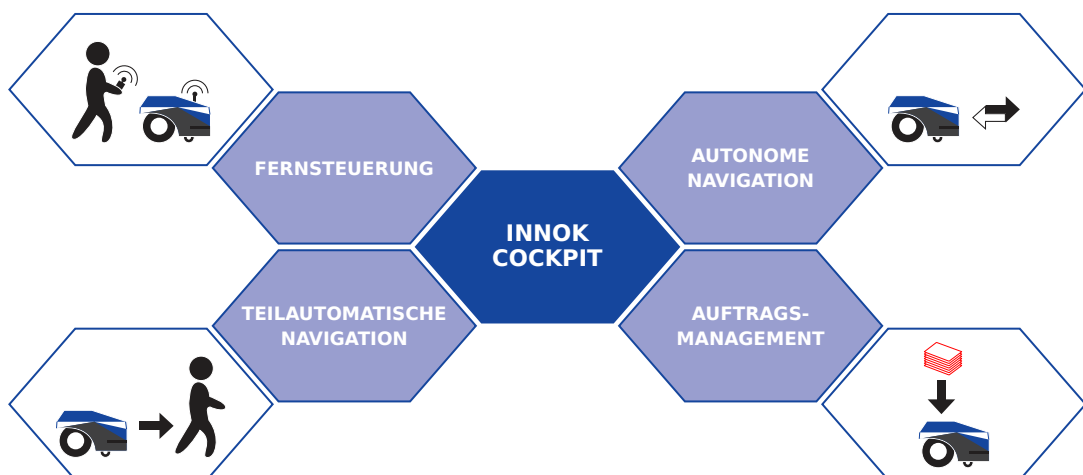 FERNSTEUERUNG
AUTONOME
NAVIGATION
INNOK
COCKPIT
TEILAUTOMATISCHE
NAVIGATION
AUFTRAGS-
MANAGEMENT